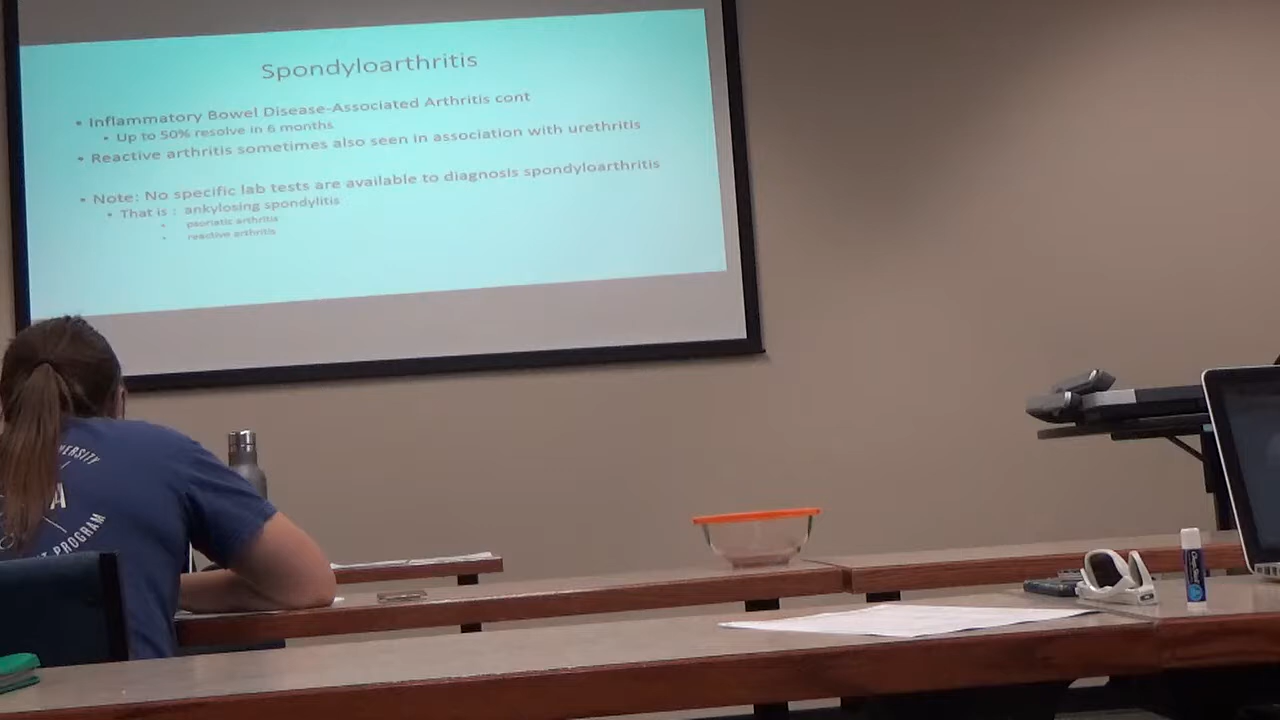 Spondyloarthritis
• Inflammatory Bowel Disease-Associated Arthritis cont
• Up to 50% resolve in 6 months
• Reactive arthritis sometimes also seen in association with urethritis
• Note: No specific lab tests are available to diagnosis spondyloarthritis
• That is : ankylosing spondylitis
• psoriatic arthritis
• reactive arthritis
PROGRAM